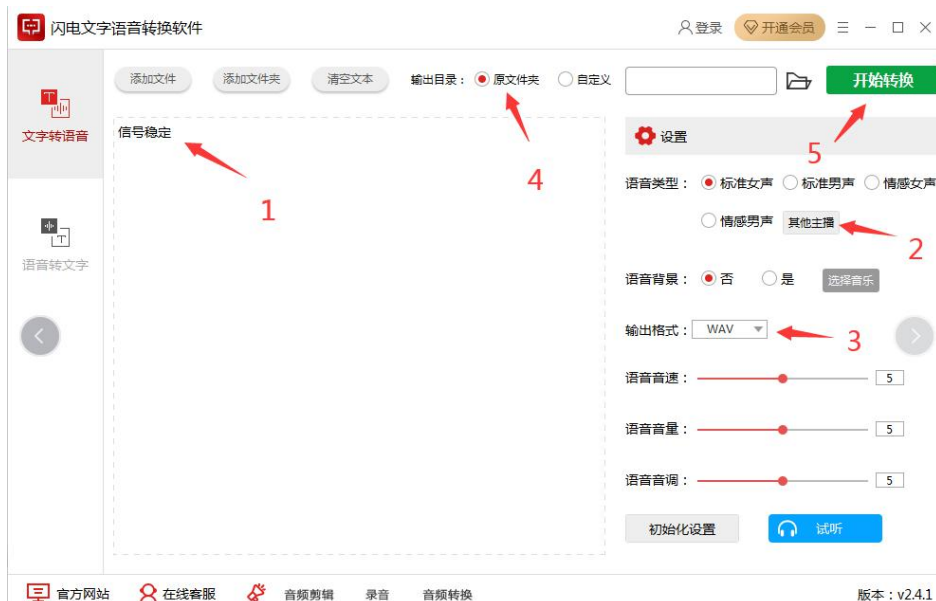 闪电文字语音转换软件 登录 开通会员
添加文件 添加文件夹 清空文本 输出目录： 原文件夹 自定义 开始转换
文字转语音
信号稳定
设置
5
4
1
语音类型： 标准女声 标准男声 情感女声
情感男声 其他主播
2
语音转文字
语音背景： 否 是 选择音乐
输出格式： WAV
3
语音音速： 5
语音音量： 5
语音音调： 5
初始化设置 试听
官方网站 在线客服 音频剪辑 录音 音频转换 版本：v2.4.1